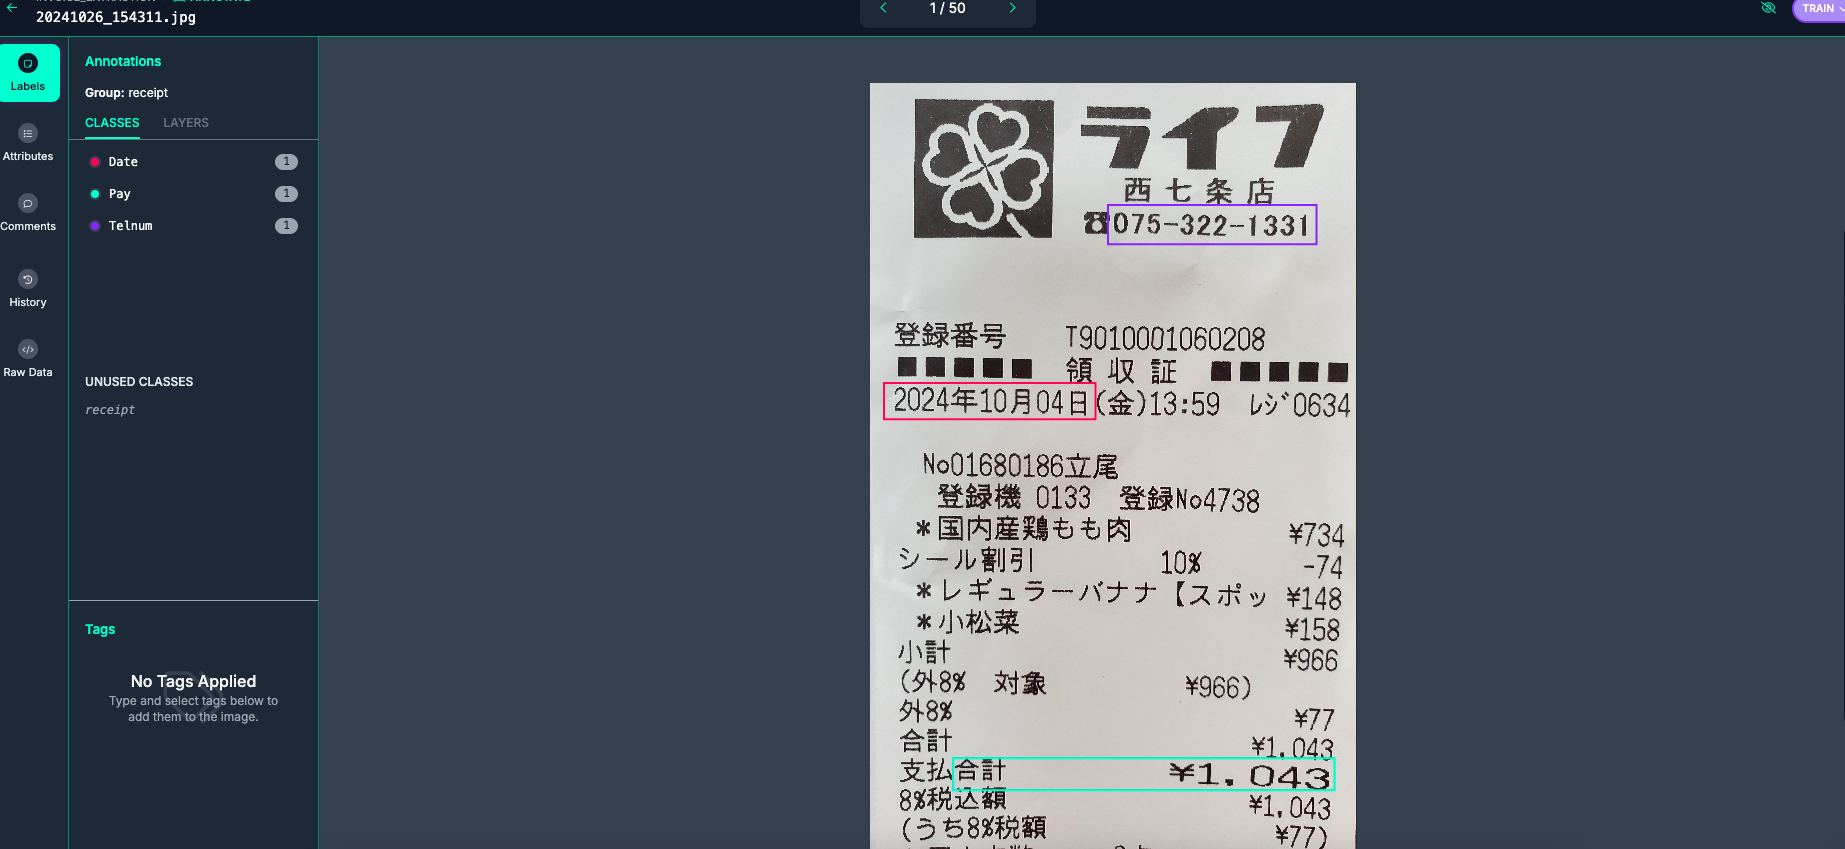 20241026_154311.jpg
1 / 50
TRAIN
Labels
Attributes
Comments
History
Raw Data
Annotations
Group: receipt
CLASSES LAYERS
Date 1
Pay 1
Telnum 1
UNUSED CLASSES
receipt
Tags
No Tags Applied
Type and select tags below to
add them to the image.
ライフ
西七条店
☎075-322-1331
登録番号 T9010001060208
■■■■■ 領収証 ■■■■■
2024年10月04日(金)13:59 レジ0634
No01680186立尾
登録機 0133 登録No4738
*国内産鶏もも肉 ¥734
シール割引 10% -74
*レギュラーバナナ【スポッ ¥148
*小松菜 ¥158
小計 ¥966
(外8% 対象 ¥966)
外8% ¥77
合計 ¥1,043
支払合計 ¥1,043
8%税込額 ¥1,043
(うち8%税額 ¥77)